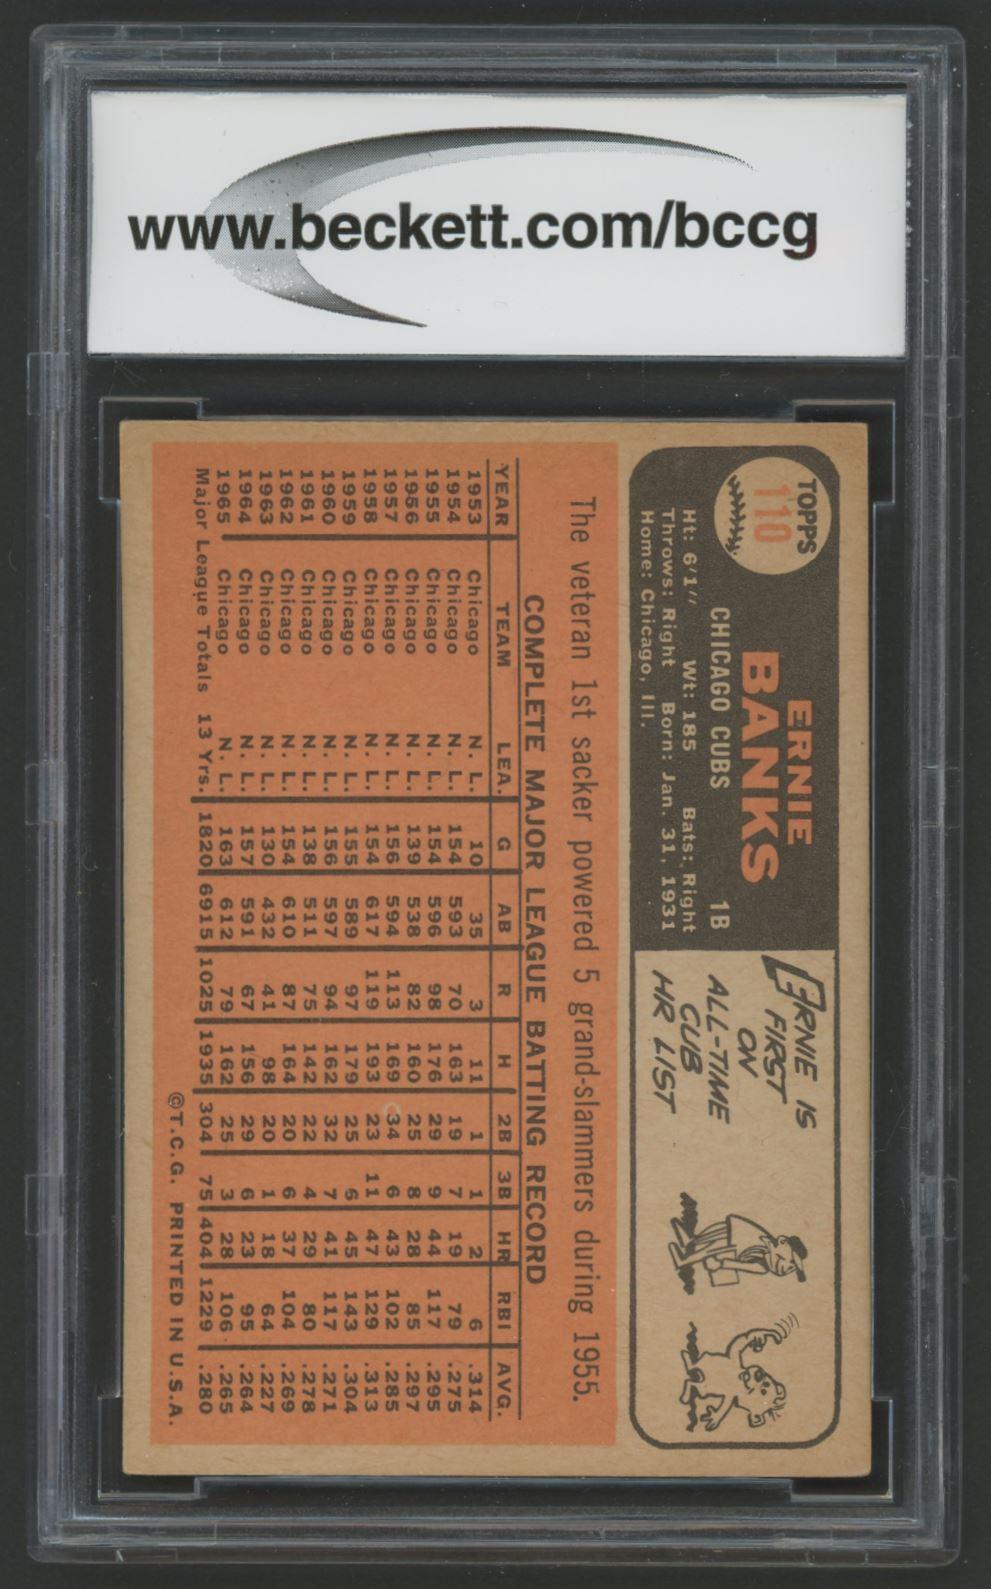 www.beckett.com/bccg
TOPPS
110
ERNIE
BANKS
CHICAGO CUBS 1B
Ht: 6'1" Wt: 185 Bats: Right
Throws: Right Born: Jan. 31, 1931
Home: Chicago, Ill.
ERNIE IS
FIRST
ON
ALL-TIME
CUB
HR LIST
The veteran 1st sacker powered 5 grand-slammers during 1955.
COMPLETE MAJOR LEAGUE BATTING RECORD
YEAR TEAM LEA. G AB R H 2B 3B HR RBI AVG.
1953 Chicago N. L. 10 35 3 11 1 1 2 6 .314
1954 Chicago N. L. 154 593 70 163 19 7 19 79 .275
1955 Chicago N. L. 154 596 98 176 29 9 44 117 .295
1956 Chicago N. L. 139 538 82 160 25 8 28 85 .297
1957 Chicago N. L. 156 594 113 169 34 6 43 102 .285
1958 Chicago N. L. 154 617 119 193 23 11 47 129 .313
1959 Chicago N. L. 155 589 97 179 25 6 45 143 .304
1960 Chicago N. L. 156 597 94 162 32 7 41 117 .271
1961 Chicago N. L. 138 511 75 142 22 4 29 80 .278
1962 Chicago N. L. 154 610 87 164 20 6 37 104 .269
1963 Chicago N. L. 130 432 41 98 20 1 18 64 .227
1964 Chicago N. L. 157 591 67 156 29 6 23 95 .264
1965 Chicago N. L. 163 612 79 162 25 3 28 106 .265
Major League Totals 13 Yrs. 1820 6915 1025 1935 304 75 404 1229 .280
©T.C.G. PRINTED IN U.S.A.